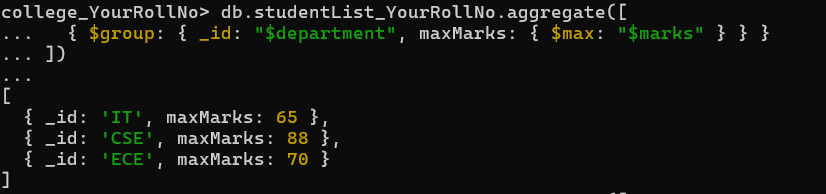 college_YourRollNo> db.studentList_YourRollNo.aggregate([
...   { $group: { _id: "$department", maxMarks: { $max: "$marks" } } }
... ])
...
[
  { _id: 'IT', maxMarks: 65 },
  { _id: 'CSE', maxMarks: 88 },
  { _id: 'ECE', maxMarks: 70 }
]